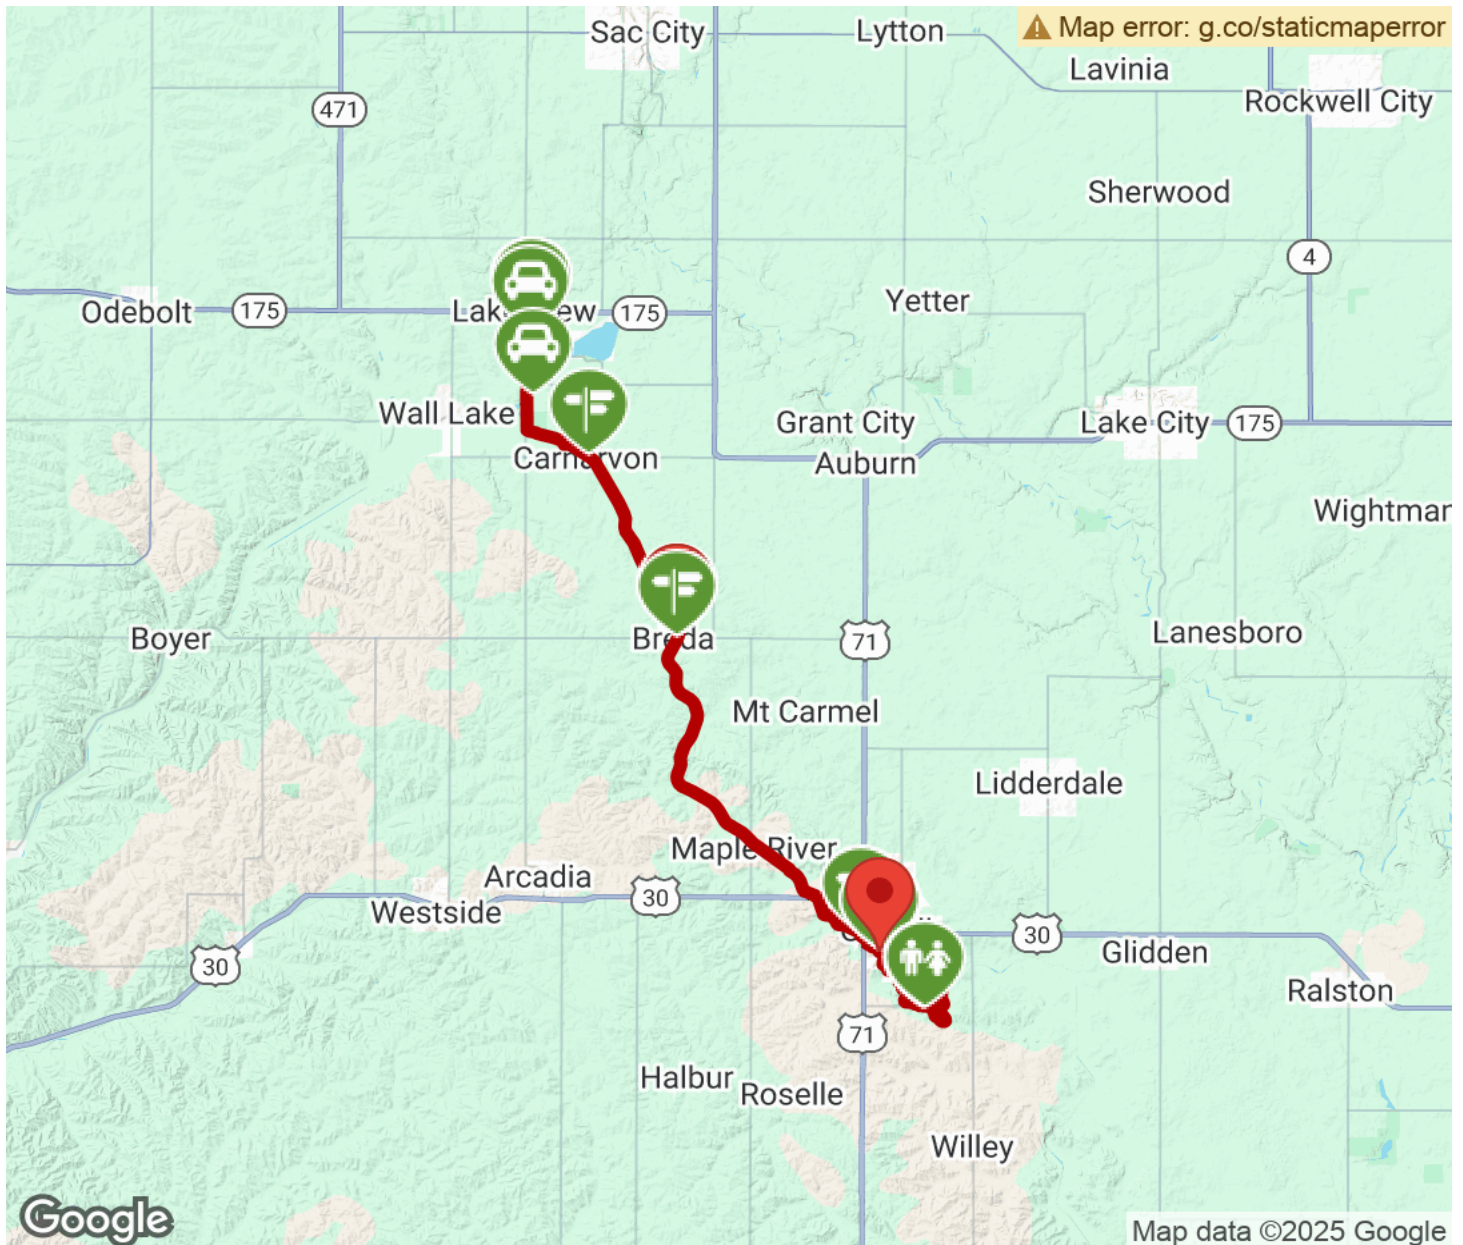 Sac City
Lytton
Map error: g.co/staticmaperror
Lavinia
Rockwell City
471
Sherwood
4
Odebolt
175
175
Yetter
Wall Lake
Grant City
Lake City
175
Carnarvon
Auburn
Wightman
Boyer
Breda
71
Lanesboro
Mt Carmel
Lidderdale
Maple River
Arcadia
30
Westside
30
30
Glidden
Ralston
71
Halbur
Roselle
Willey
Google
Map data ©2025 Google